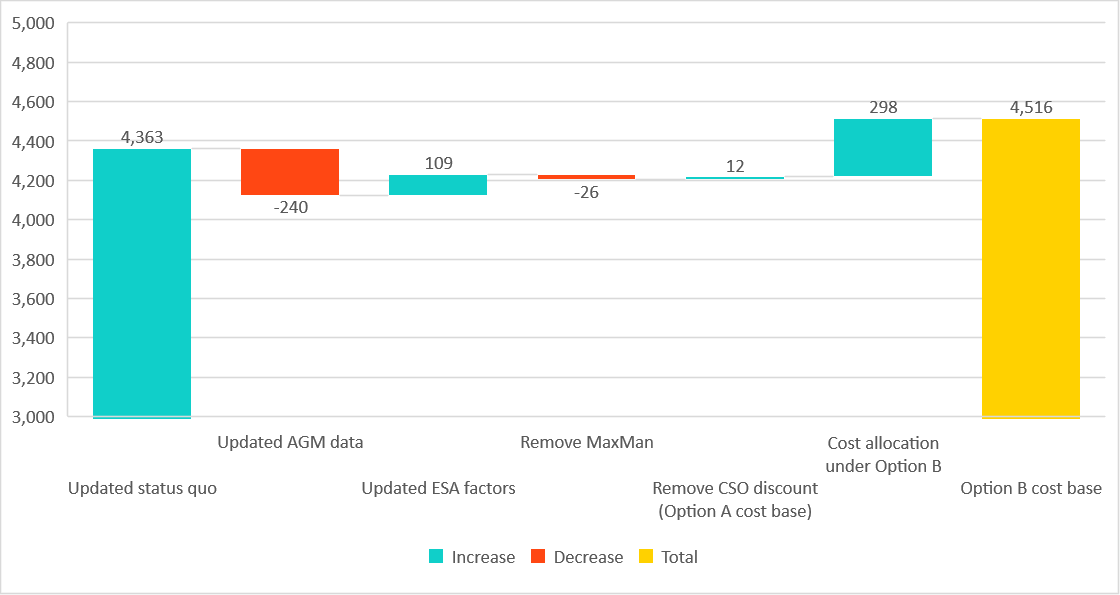 5,000
4,800
4,600
4,400
4,200
4,000
3,800
3,600
3,400
3,200
3,000
4,363
-240
109
-26
12
298
4,516
Updated status quo
Updated AGM data
Updated ESA factors
Remove MaxMan
Remove CSO discount
(Option A cost base)
Cost allocation
under Option B
Option B cost base
Increase
Decrease
Total